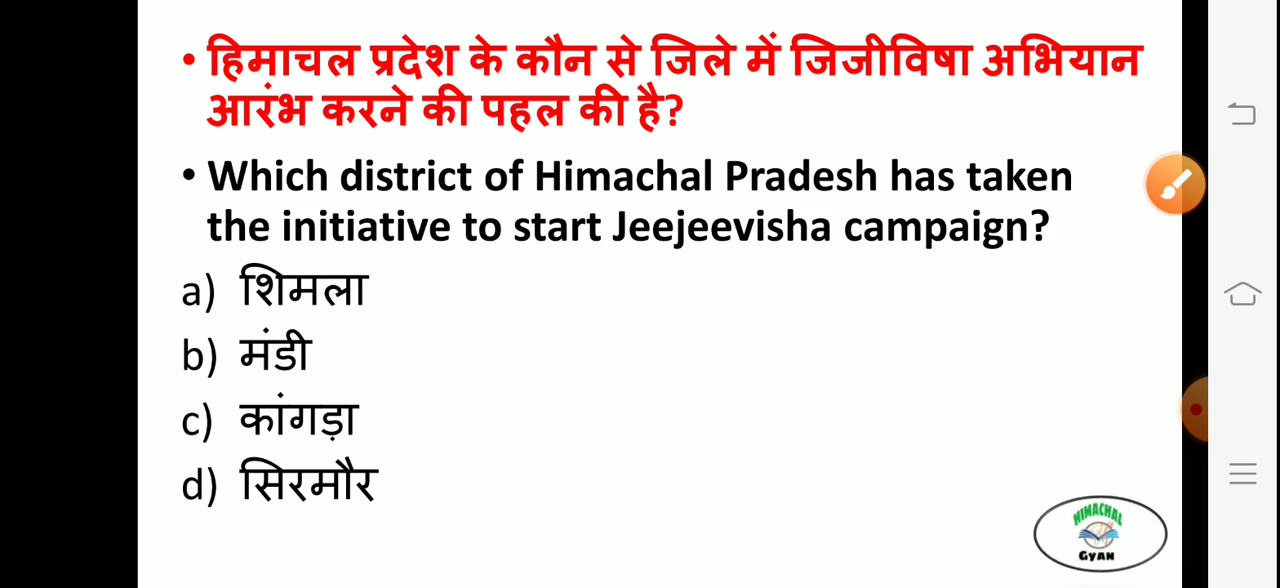 • हिमाचल प्रदेश के कौन से जिले में जिजीविषा अभियान
आरंभ करने की पहल की है?
• Which district of Himachal Pradesh has taken
the initiative to start Jeejeevisha campaign?
a) शिमला
b) मंडी
c) कांगड़ा
d) सिरमौर
HIMACHAL
GYAN